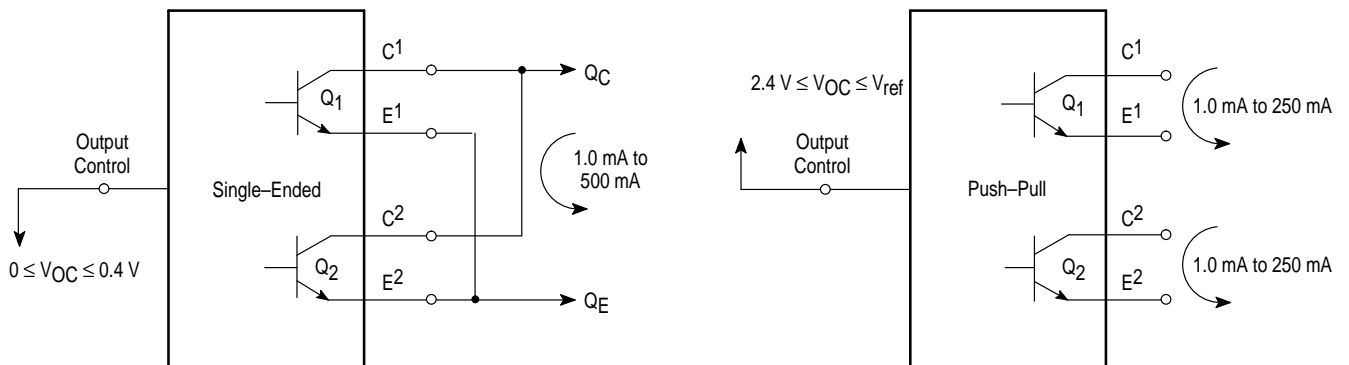 C1
Q1
E1
QC
Output
Control
Single–Ended
1.0 mA to
500 mA
C2
Q2
E2
QE
0 ≤ VOC ≤ 0.4 V
2.4 V ≤ VOC ≤ Vref
Output
Control
Push–Pull
C1
Q1
E1
1.0 mA to 250 mA
C2
Q2
E2
1.0 mA to 250 mA